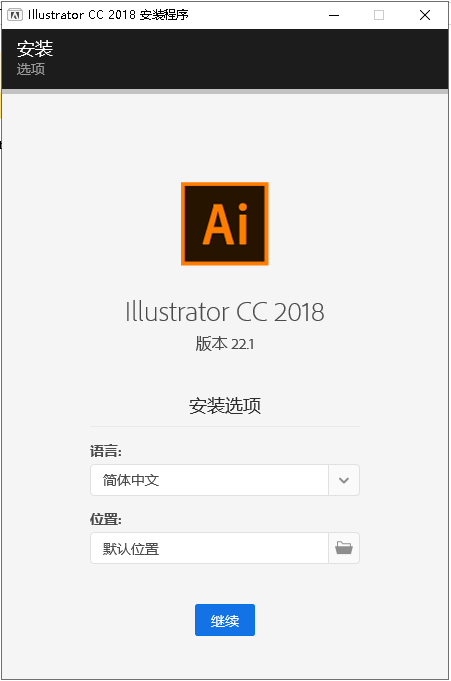 Illustrator CC 2018 安装程序
安装
选项
Ai
Illustrator CC 2018
版本 22.1
安装选项
语言:
简体中文
位置:
默认位置
继续